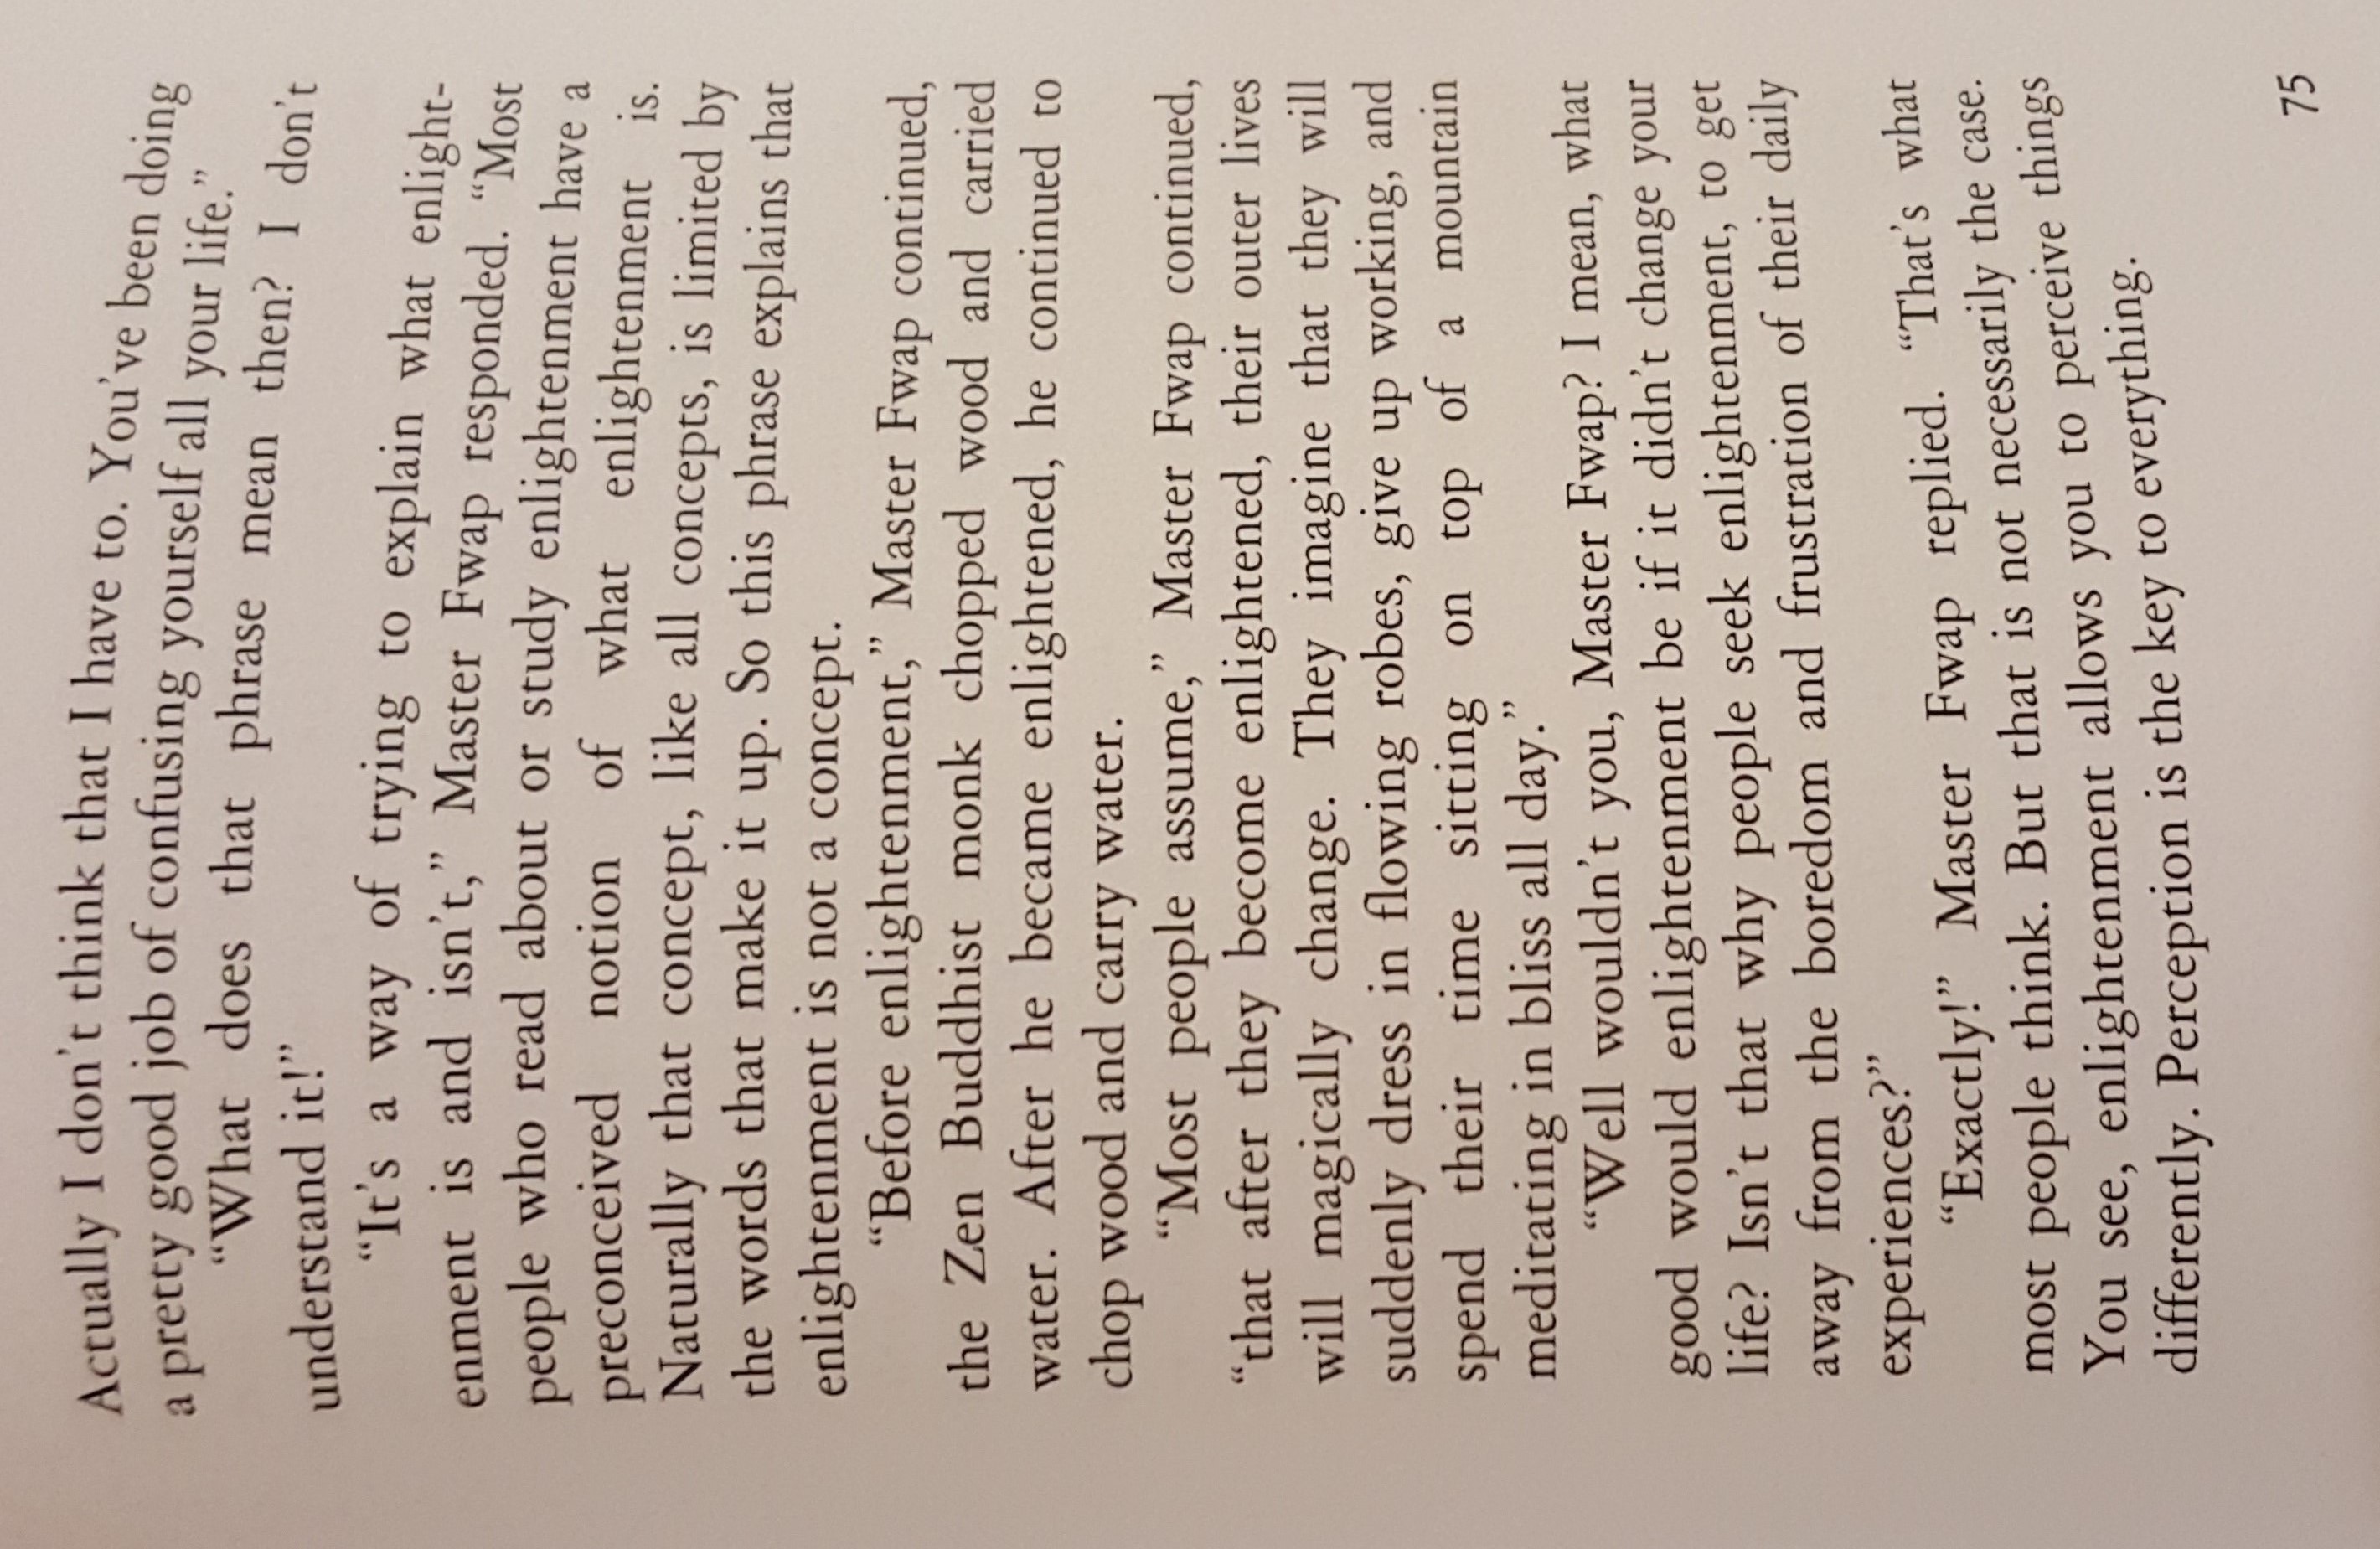 Actually I don't think that I have to. You've been doing
a pretty good job of confusing yourself all your life.”
“What does that phrase mean then? I don't
understand it!”
“It's a way of trying to explain what enlight-
enment is and isn't,” Master Fwap responded. “Most
people who read about or study enlightenment have a
preconceived notion of what enlightenment is.
Naturally that concept, like all concepts, is limited by
the words that make it up. So this phrase explains that
enlightenment is not a concept.
“Before enlightenment,” Master Fwap continued,
the Zen Buddhist monk chopped wood and carried
water. After he became enlightened, he continued to
chop wood and carry water.
“Most people assume,” Master Fwap continued,
“that after they become enlightened, their outer lives
will magically change. They imagine that they will
suddenly dress in flowing robes, give up working, and
spend their time sitting on top of a mountain
meditating in bliss all day.”
“Well wouldn't you, Master Fwap? I mean, what
good would enlightenment be if it didn't change your
life? Isn't that why people seek enlightenment, to get
away from the boredom and frustration of their daily
experiences?”
“Exactly!” Master Fwap replied. “That's what
most people think. But that is not necessarily the case.
You see, enlightenment allows you to perceive things
differently. Perception is the key to everything.
75